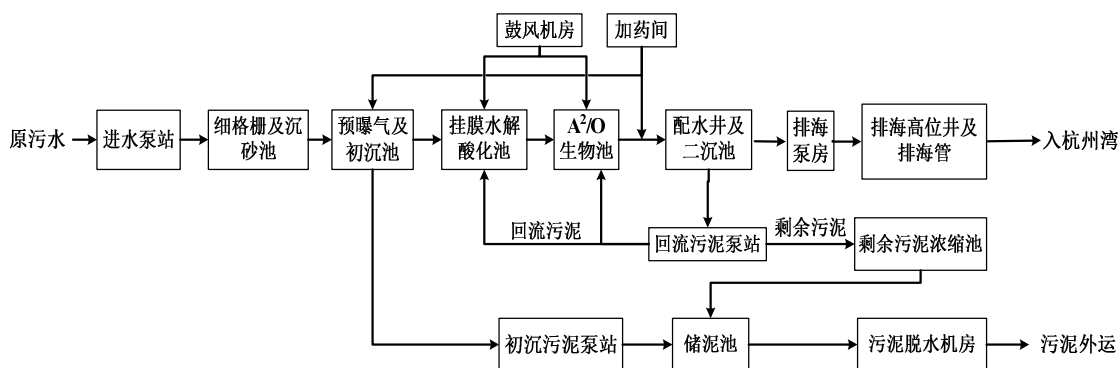 鼓风机房
加药间
原污水
进水泵站
细格栅及沉
砂池
预曝气及
初沉池
挂膜水解
酸化池
A²/O
生物池
配水井及
二沉池
排海
泵房
排海高位井及
排海管
入杭州湾
回流污泥
回流污泥泵站
剩余污泥
剩余污泥浓缩池
初沉污泥泵站
储泥池
污泥脱水机房
污泥外运